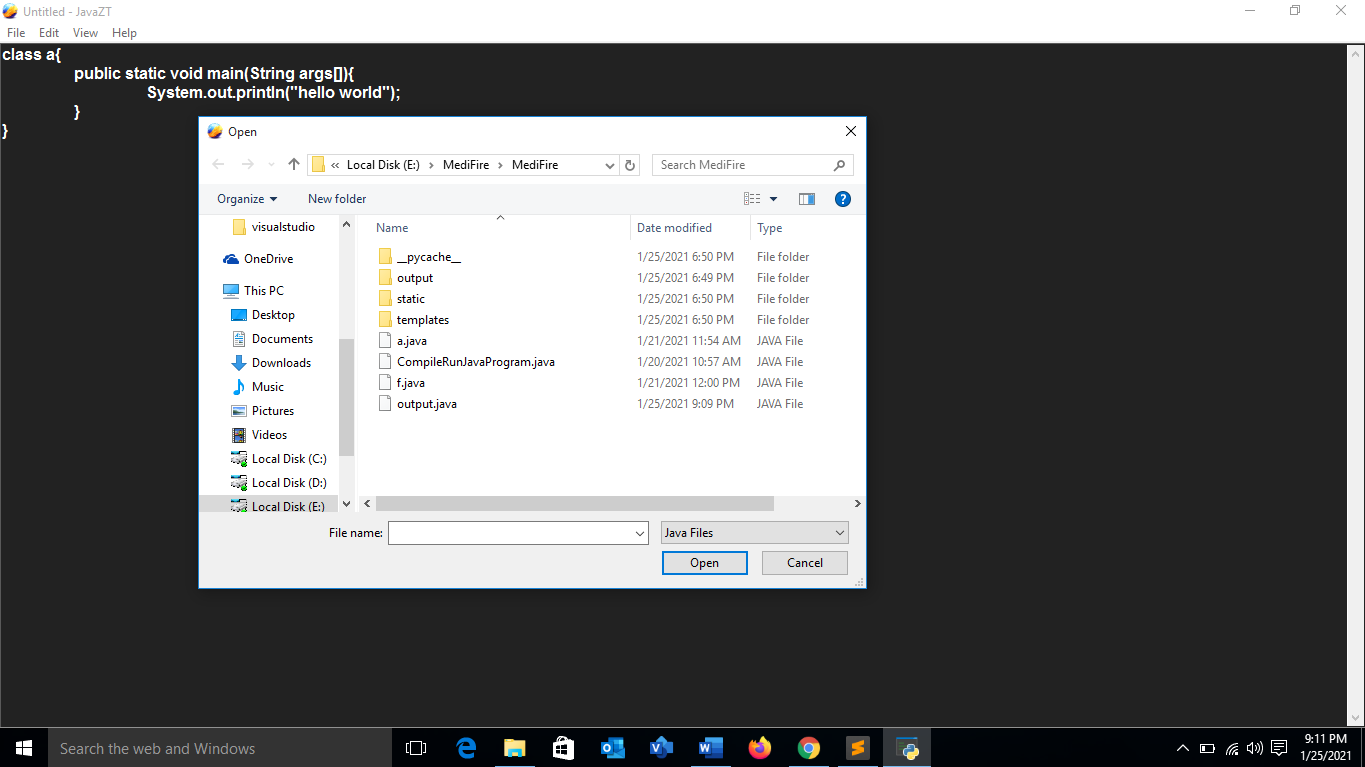 Untitled - JavaZT
File Edit View Help
class a{
public static void main(String args[]){
System.out.println("hello world");
}
}
Open
« Local Disk (E:) › MediFire › MediFire
Search MediFire
Organize New folder
Name Date modified Type
visualstudio
OneDrive
This PC
Desktop
Documents
Downloads
Music
Pictures
Videos
Local Disk (C:)
Local Disk (D:)
Local Disk (E:)
__pycache__ 1/25/2021 6:50 PM File folder
output 1/25/2021 6:49 PM File folder
static 1/25/2021 6:50 PM File folder
templates 1/25/2021 6:50 PM File folder
a.java 1/21/2021 11:54 AM JAVA File
CompileRunJavaProgram.java 1/20/2021 10:57 AM JAVA File
f.java 1/21/2021 12:00 PM JAVA File
output.java 1/25/2021 9:09 PM JAVA File
File name: Java Files
Open Cancel
Search the web and Windows
9:11 PM
1/25/2021